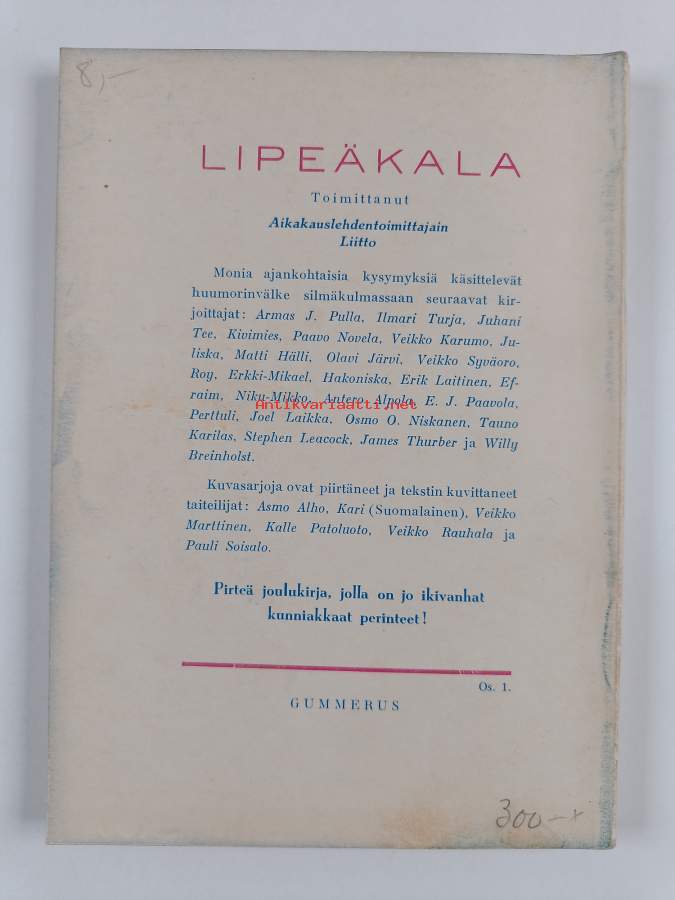 8,–
LIPEÄKALA
Toimittanut
Aikakauslehdentoimittajain
Liitto
Monia ajankohtaisia kysymyksiä käsittelevät
huumorinvälke silmäkulmassaan seuraavat kir-
joittajat: Armas J. Pulla, Ilmari Turja, Juhani
Tee, Kivimies, Paavo Novela, Veikko Karumo, Ju-
liska, Matti Hälli, Olavi Järvi, Veikko Syväoro,
Roy, Erkki-Mikael, Hakoniska, Erik Laitinen, Ef-
raim, Niku-Mikko, Antero Alpola, E. J. Paavola,
Antikvariaatti.net
Perttuli, Joel Laikka, Osmo O. Niskanen, Tauno
Karilas, Stephen Leacock, James Thurber ja Willy
Breinholst.
Kuvasarjoja ovat piirtäneet ja tekstin kuvittaneet
taiteilijat: Asmo Alho, Kari (Suomalainen), Veikko
Marttinen, Kalle Patoluoto, Veikko Rauhala ja
Pauli Soisalo.
Pirteä joulukirja, jolla on jo ikivanhat
kunniakkaat perinteet!
Os. 1.
GUMMERUS
300–x